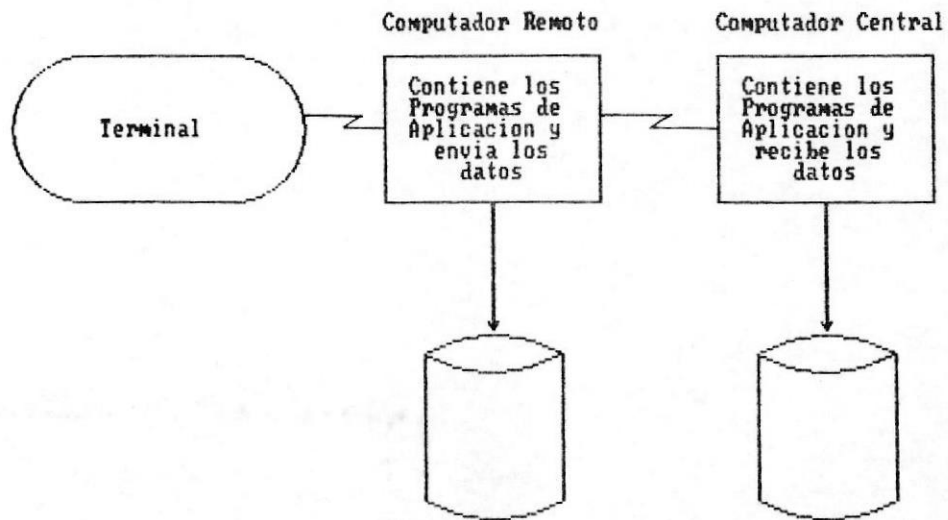 Computador Remoto
Computador Central
Terminal
Contiene los
Programas de
Aplicacion y
envia los
datos
Contiene los
Programas de
Aplicacion y
recibe los
datos